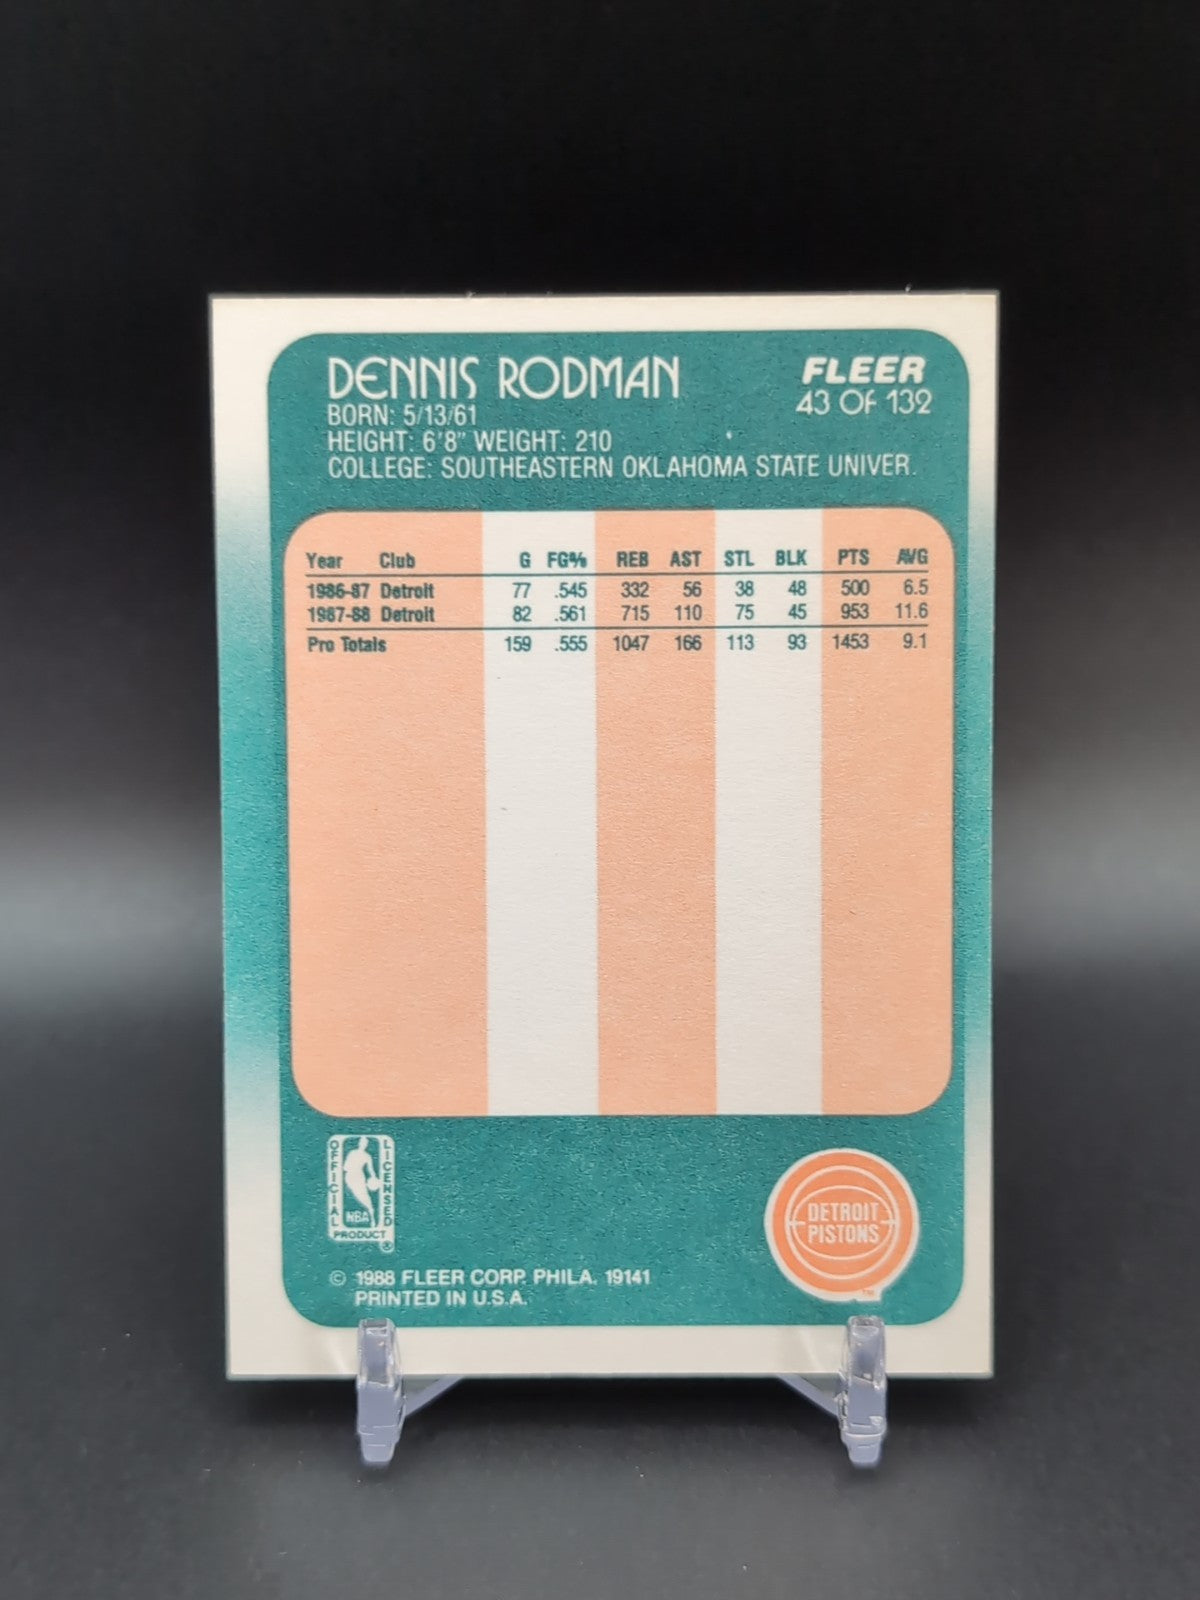 DENNIS RODMAN
FLEER
43 OF 132
BORN: 5/13/61
HEIGHT: 6'8" WEIGHT: 210
COLLEGE: SOUTHEASTERN OKLAHOMA STATE UNIVER.
Year Club G FG% REB AST STL BLK PTS AVG
1986-87 Detroit 77 .545 332 56 38 48 500 6.5
1987-88 Detroit 82 .561 715 110 75 45 953 11.6
Pro Totals 159 .555 1047 166 113 93 1453 9.1
OFFICIAL LICENSED
NBA
PRODUCT ®
DETROIT
PISTONS
TM
© 1988 FLEER CORP. PHILA. 19141
PRINTED IN U.S.A.